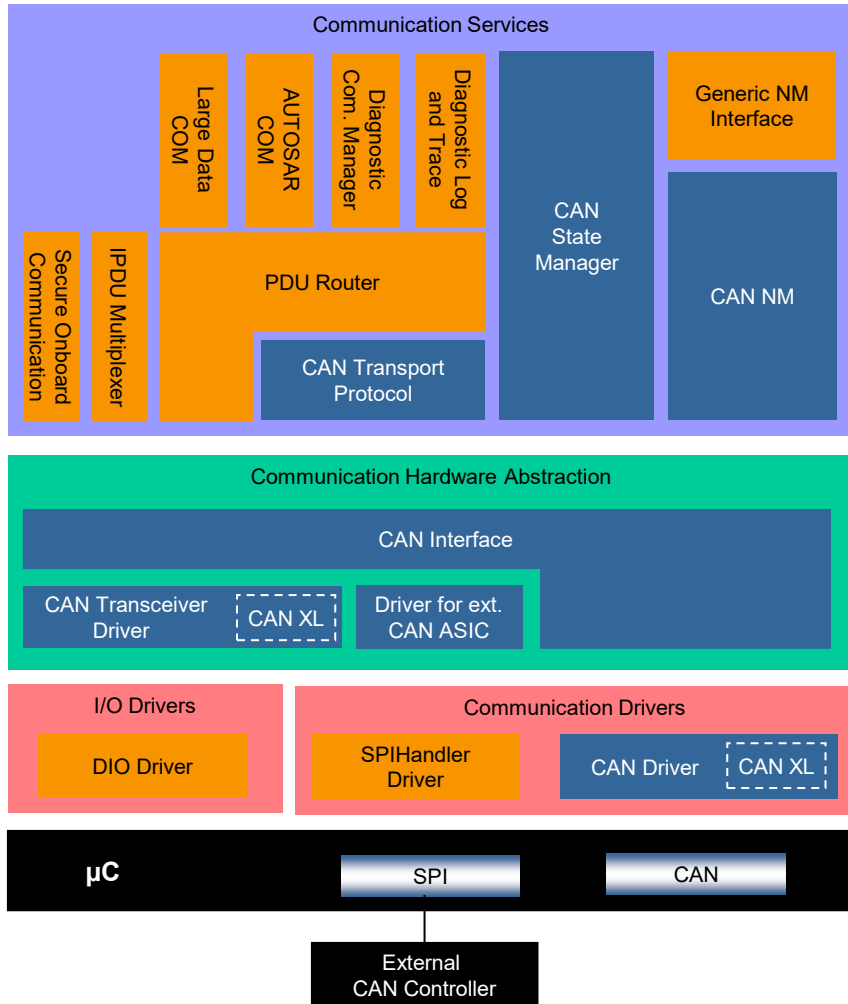 Communication Services
Large Data
COM
AUTOSAR
COM
Diagnostic
Com. Manager
Diagnostic Log
and Trace
CAN
State
Manager
Generic NM
Interface
Secure Onboard
Communication
IPDU Multiplexer
PDU Router
CAN NM
CAN Transport
Protocol
Communication Hardware Abstraction
CAN Interface
CAN Transceiver
Driver
CAN XL
Driver for ext.
CAN ASIC
I/O Drivers
Communication Drivers
DIO Driver
SPIHandler
Driver
CAN Driver
CAN XL
µC
SPI
CAN
External
CAN Controller